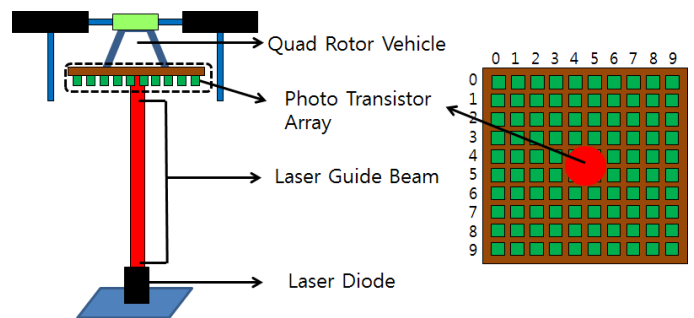 Quad Rotor Vehicle
Photo Transistor
Array
Laser Guide Beam
Laser Diode
0 1 2 3 4 5 6 7 8 9
0
1
2
3
4
5
6
7
8
9